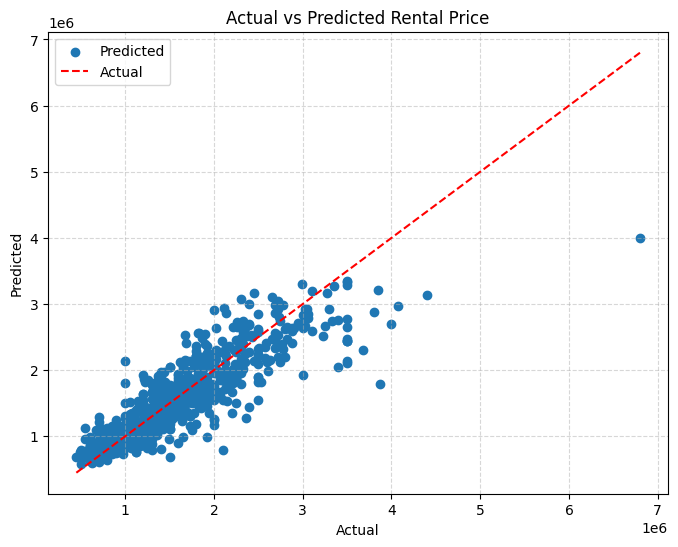 Actual vs Predicted Rental Price
1e6
Predicted
Actual
7
6
5
4
3
2
1
Predicted
1 2 3 4 5 6 7
1e6
Actual